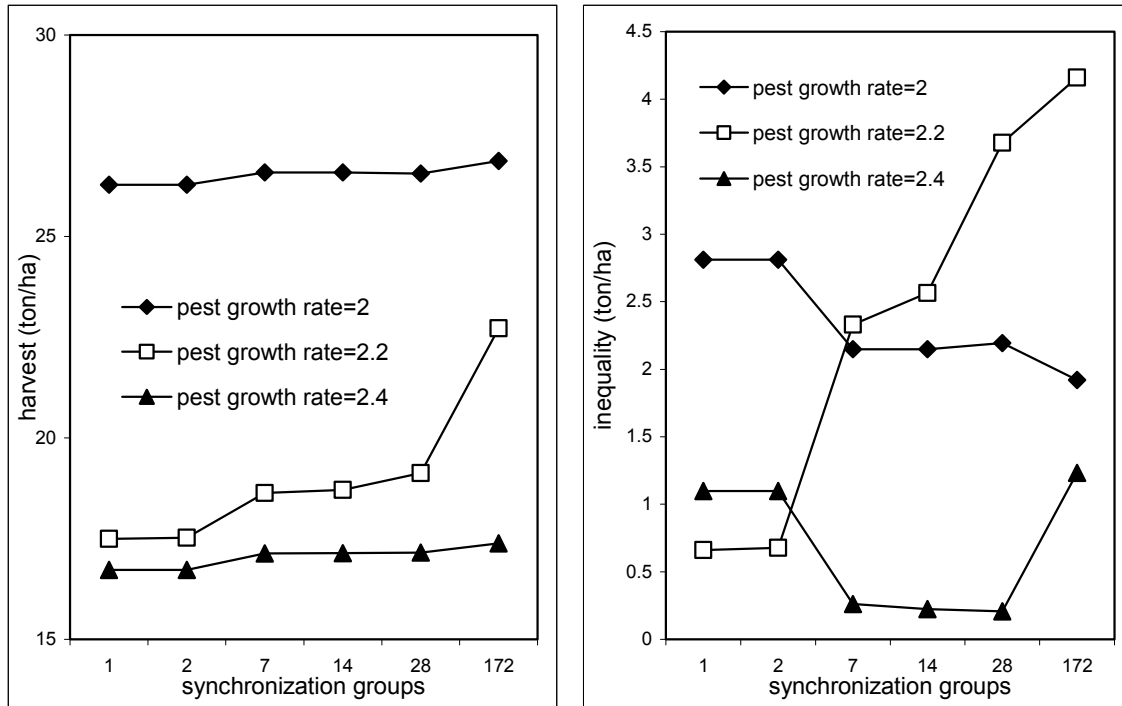 30
25
20
15
harvest (ton/ha)
pest growth rate=2
pest growth rate=2.2
pest growth rate=2.4
1 2 7 14 28 172
synchronization groups
4.5
4
3.5
3
2.5
2
1.5
1
0.5
0
inequality (ton/ha)
pest growth rate=2
pest growth rate=2.2
pest growth rate=2.4
1 2 7 14 28 172
synchronization groups